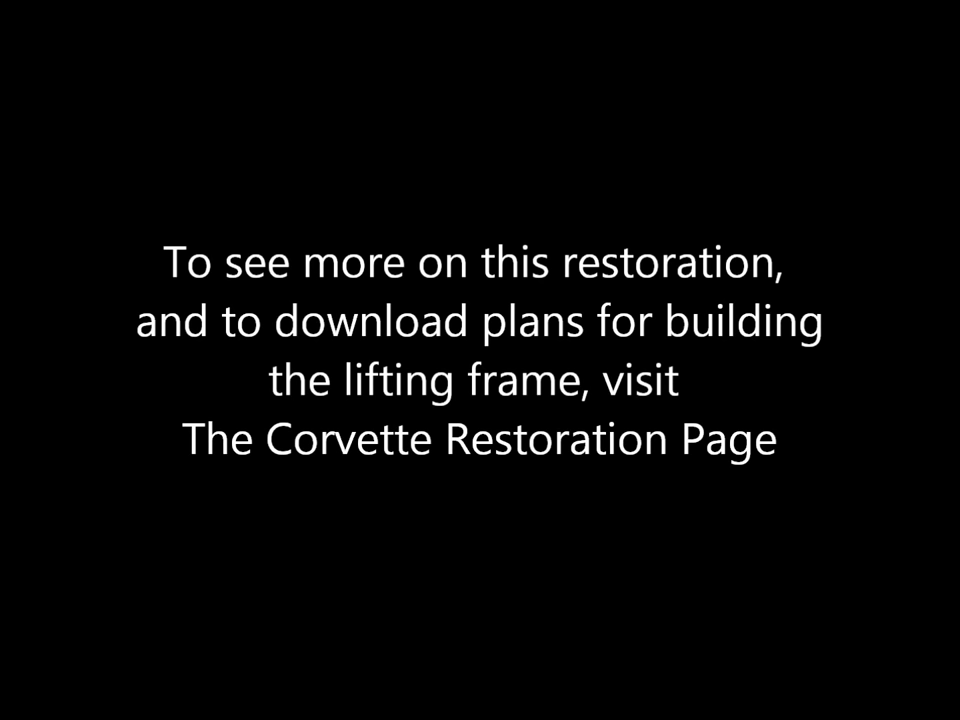 To see more on this restoration,
and to download plans for building
the lifting frame, visit
The Corvette Restoration Page